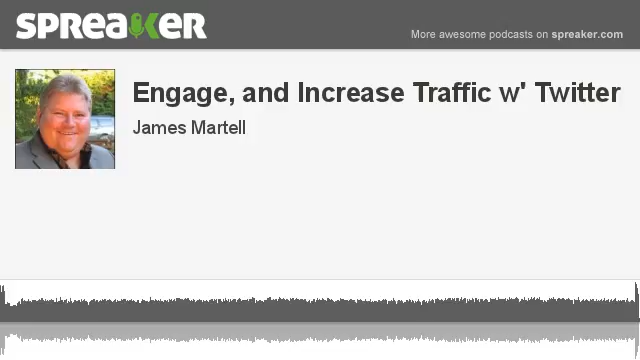 SPREAKER
More awesome podcasts on spreaker.com
Engage, and Increase Traffic w' Twitter
James Martell